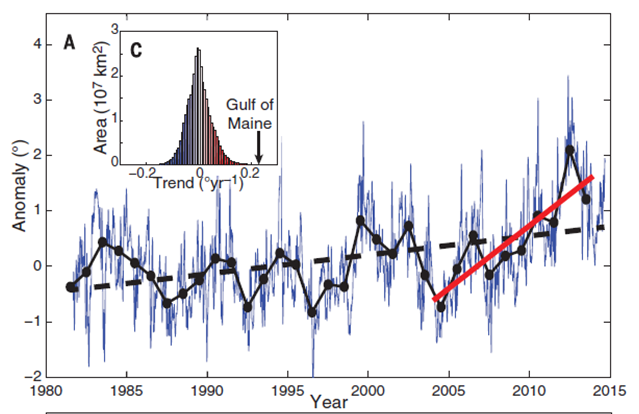 A
C
Anomaly (°)
4
3
2
1
0
−1
−2
1980
1985
1990
1995
2000
2005
2010
2015
Year
Area (10⁷ km²)
3
2
1
0
−0.2
0
0.2
Trend (°yr⁻¹)
Gulf of
Maine